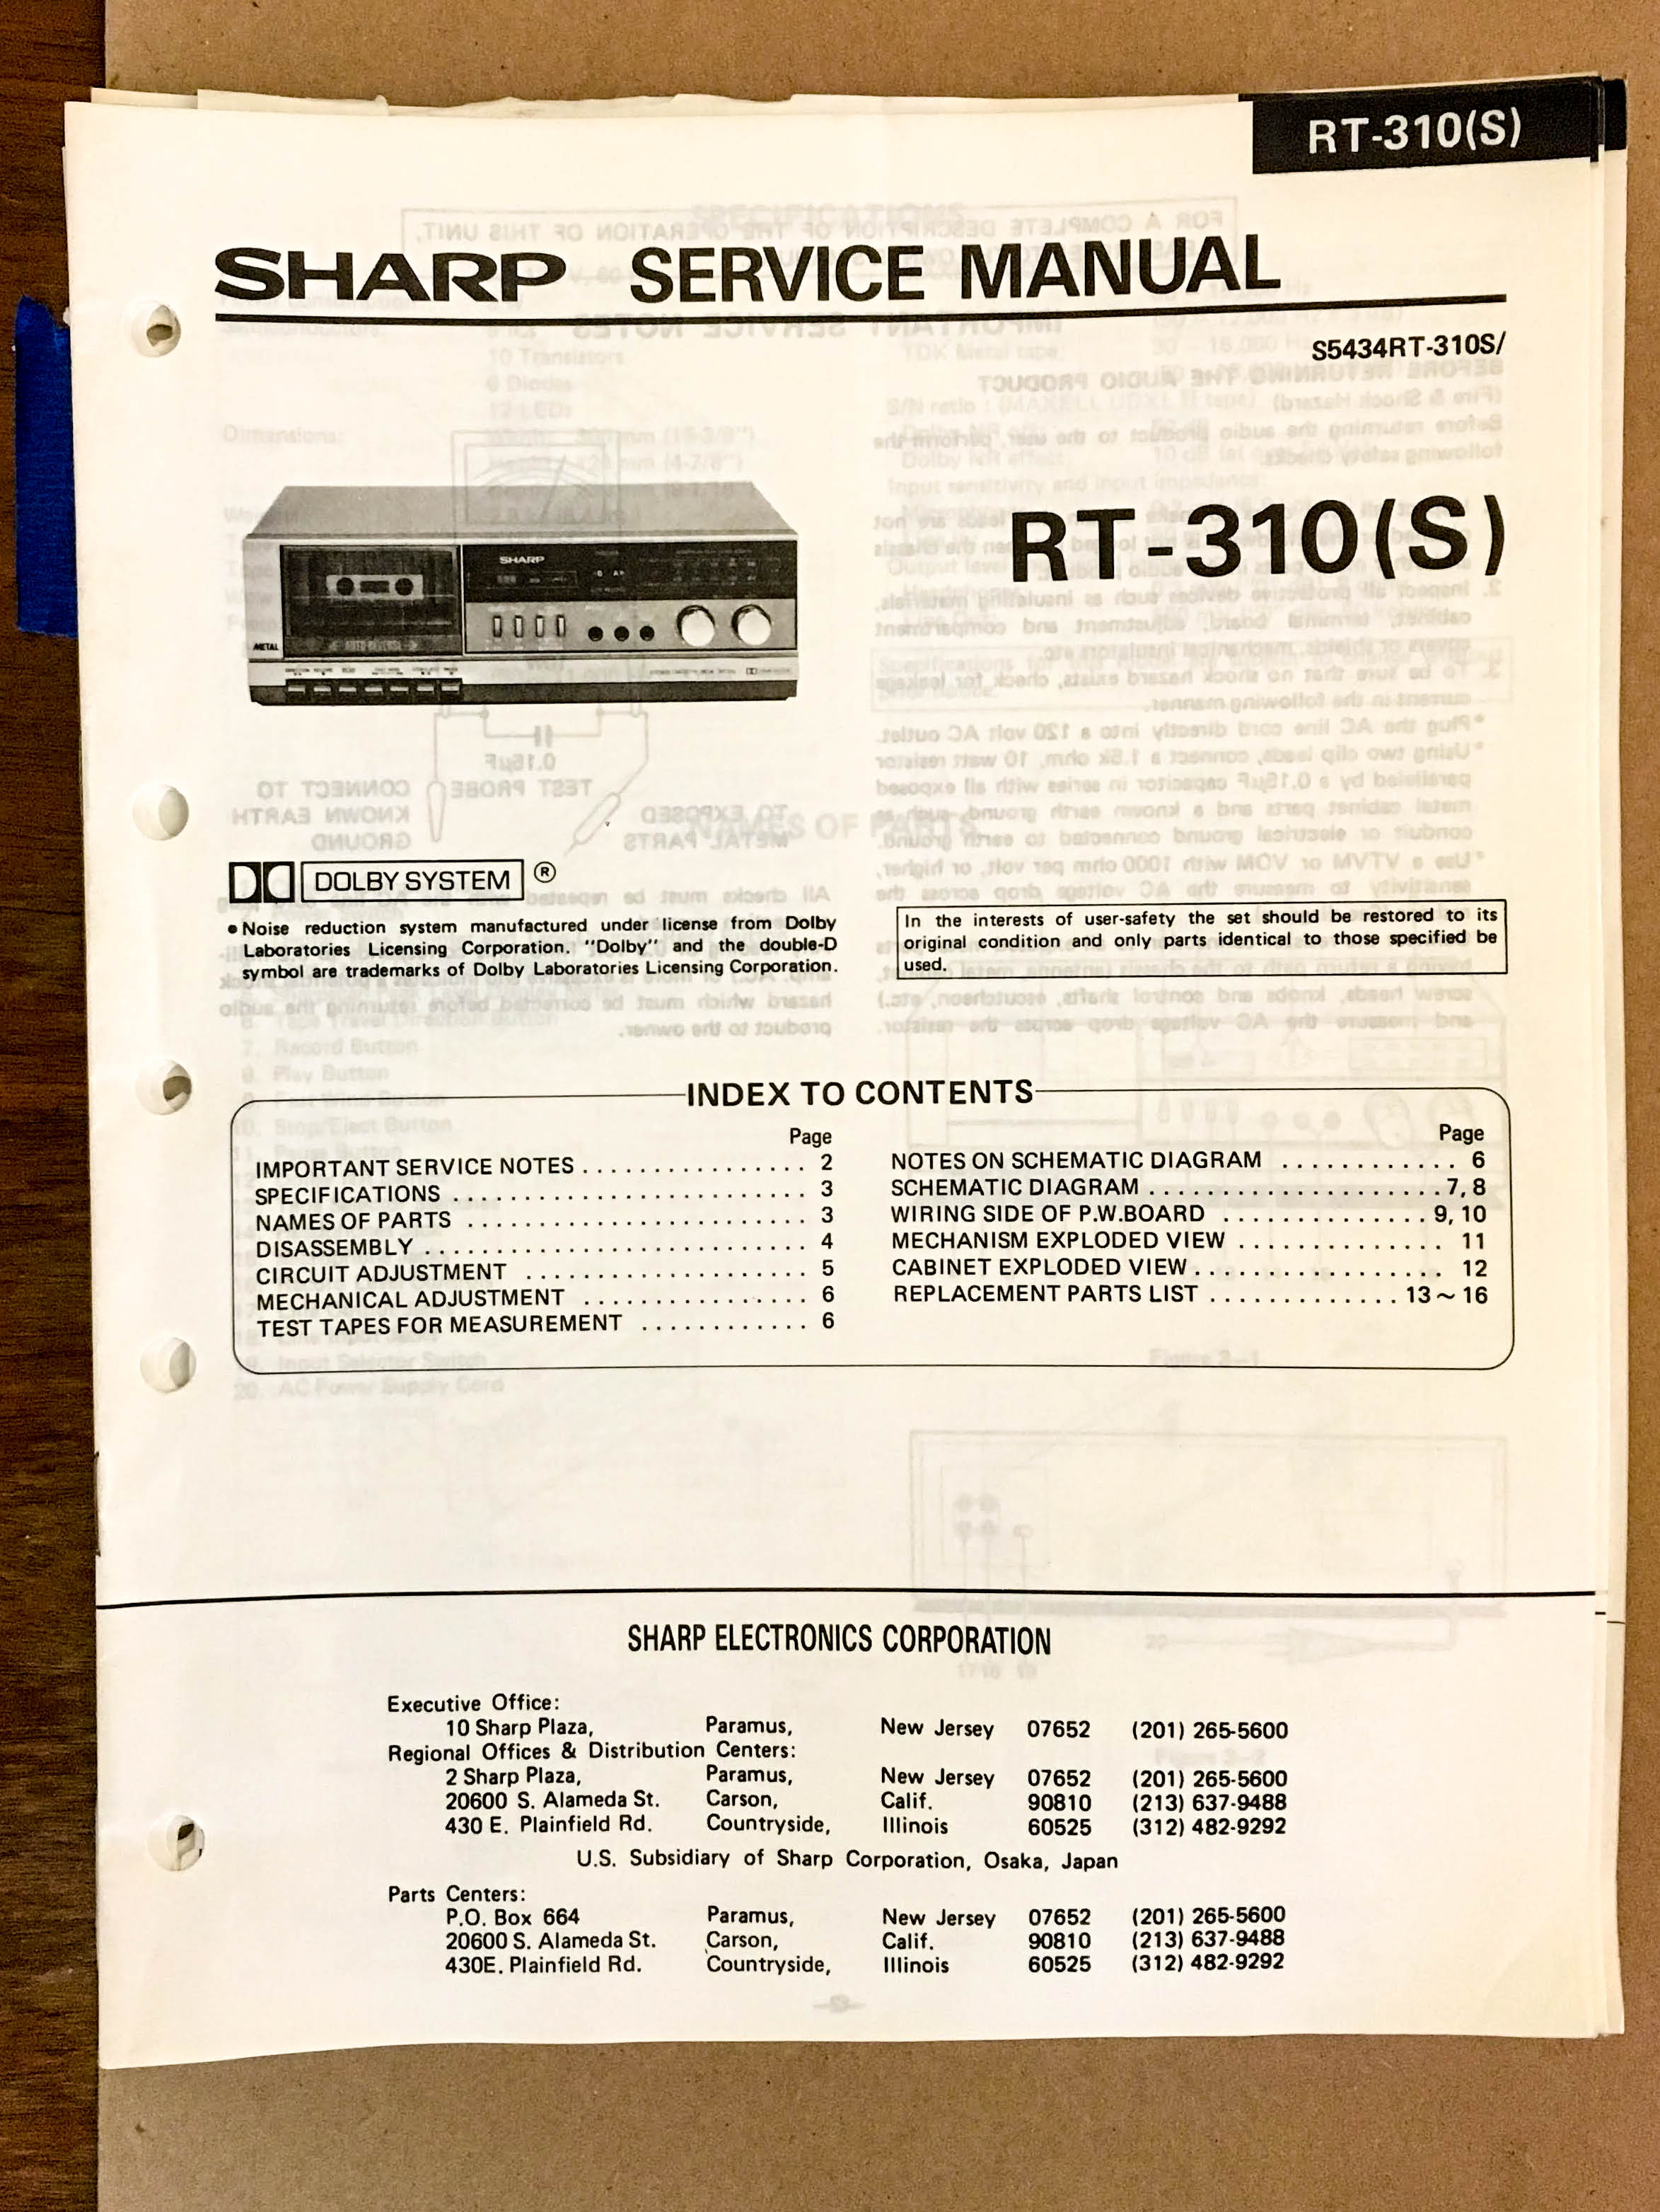 RT-310(S)
SHARP SERVICE MANUAL
S5434RT-310S/
RT-310(S)
SHARP
METAL
DOLBY SYSTEM ®
• Noise reduction system manufactured under license from Dolby
Laboratories Licensing Corporation. "Dolby" and the double-D
symbol are trademarks of Dolby Laboratories Licensing Corporation.
In the interests of user-safety the set should be restored to its
original condition and only parts identical to those specified be
used.
INDEX TO CONTENTS
Page
IMPORTANT SERVICE NOTES . . . . . . . . . . . . . . . . 2
SPECIFICATIONS . . . . . . . . . . . . . . . . . . . . . . . . . 3
NAMES OF PARTS . . . . . . . . . . . . . . . . . . . . . . . . 3
DISASSEMBLY . . . . . . . . . . . . . . . . . . . . . . . . . . . 4
CIRCUIT ADJUSTMENT . . . . . . . . . . . . . . . . . . . . 5
MECHANICAL ADJUSTMENT . . . . . . . . . . . . . . . . 6
TEST TAPES FOR MEASUREMENT . . . . . . . . . . . . 6
Page
NOTES ON SCHEMATIC DIAGRAM . . . . . . . . . . . . 6
SCHEMATIC DIAGRAM . . . . . . . . . . . . . . . . . . . . . 7, 8
WIRING SIDE OF P.W.BOARD . . . . . . . . . . . . . . . 9, 10
MECHANISM EXPLODED VIEW . . . . . . . . . . . . . . . 11
CABINET EXPLODED VIEW . . . . . . . . . . . . . . . . . . 12
REPLACEMENT PARTS LIST . . . . . . . . . . . . . 13 ~ 16
SHARP ELECTRONICS CORPORATION
Executive Office:
10 Sharp Plaza, Paramus, New Jersey 07652 (201) 265-5600
Regional Offices & Distribution Centers:
2 Sharp Plaza, Paramus, New Jersey 07652 (201) 265-5600
20600 S. Alameda St. Carson, Calif. 90810 (213) 637-9488
430 E. Plainfield Rd. Countryside, Illinois 60525 (312) 482-9292
U.S. Subsidiary of Sharp Corporation, Osaka, Japan
Parts Centers:
P.O. Box 664 Paramus, New Jersey 07652 (201) 265-5600
20600 S. Alameda St. Carson, Calif. 90810 (213) 637-9488
430E. Plainfield Rd. Countryside, Illinois 60525 (312) 482-9292